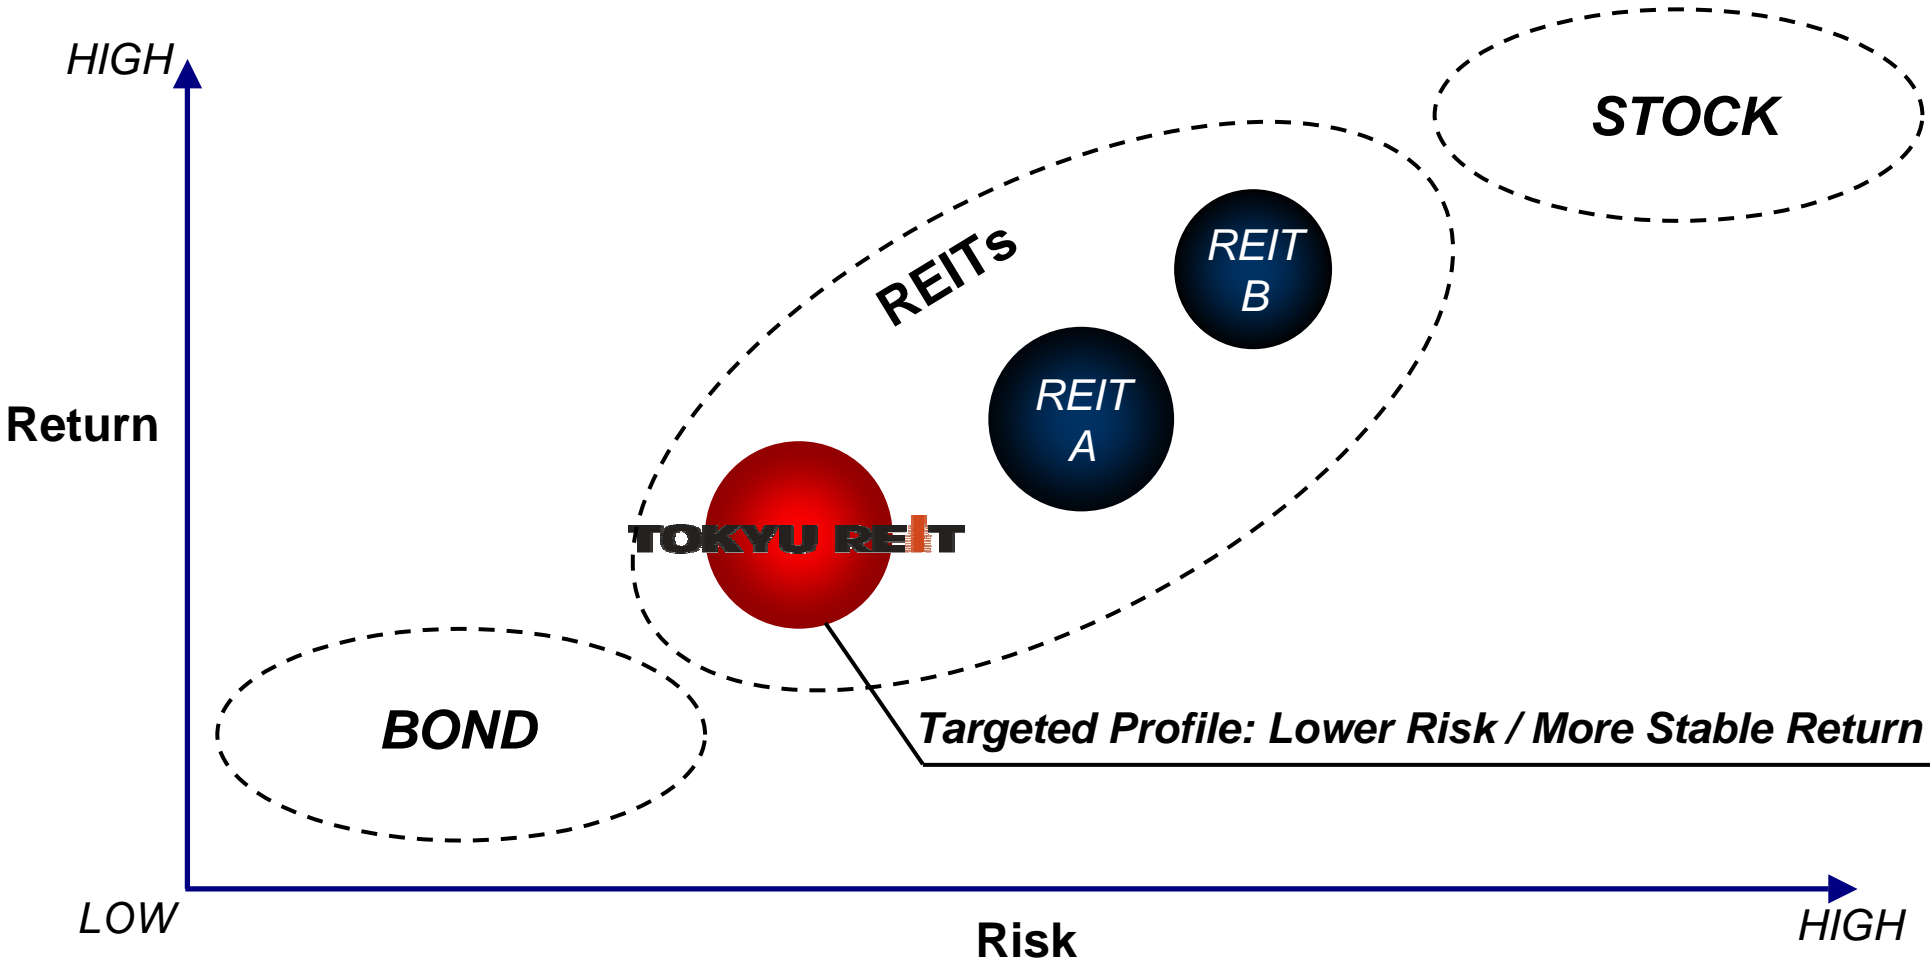 HIGH
STOCK
REITs
REIT
B
REIT
A
Return
TOKYU REIT
BOND
Targeted Profile: Lower Risk / More Stable Return
LOW
Risk
HIGH